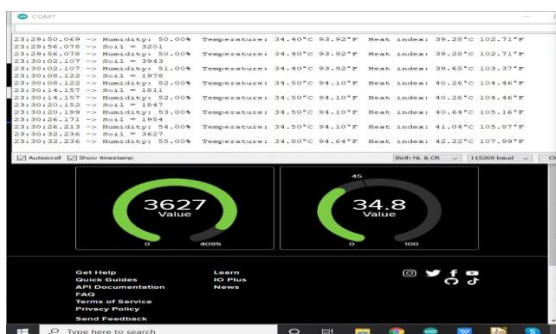 COM7
23:29:50.069 -> Humidity: 50.00% Temperature: 34.40°C 93.92°F Heat index: 39.28°C 102.71°F
23:29:56.078 -> Soil = 3201
23:29:56.078 -> Humidity: 50.00% Temperature: 34.40°C 93.92°F Heat index: 39.28°C 102.71°F
23:30:02.107 -> Soil = 3943
23:30:02.107 -> Humidity: 51.00% Temperature: 34.40°C 93.92°F Heat index: 39.65°C 103.37°F
23:30:08.122 -> Soil = 1978
23:30:08.122 -> Humidity: 52.00% Temperature: 34.50°C 94.10°F Heat index: 40.26°C 104.46°F
23:30:14.157 -> Soil = 1811
23:30:14.157 -> Humidity: 52.00% Temperature: 34.50°C 94.10°F Heat index: 40.26°C 104.46°F
23:30:20.152 -> Soil = 1847
23:30:20.199 -> Humidity: 53.00% Temperature: 34.50°C 94.10°F Heat index: 40.64°C 105.16°F
23:30:26.171 -> Soil = 1954
23:30:26.213 -> Humidity: 54.00% Temperature: 34.50°C 94.10°F Heat index: 41.04°C 105.87°F
23:30:32.236 -> Soil = 3627
23:30:32.236 -> Humidity: 55.00% Temperature: 34.80°C 94.64°F Heat index: 42.22°C 107.99°F
Autoscroll Show timestamp Both NL & CR 115200 baud
45
3627 34.8
Value Value
0 4095 0 100
Get Help Learn
Quick Guides IO Plus
API Documentation News
FAQ
Terms of Service
Privacy Policy
Send Feedback
Type here to search